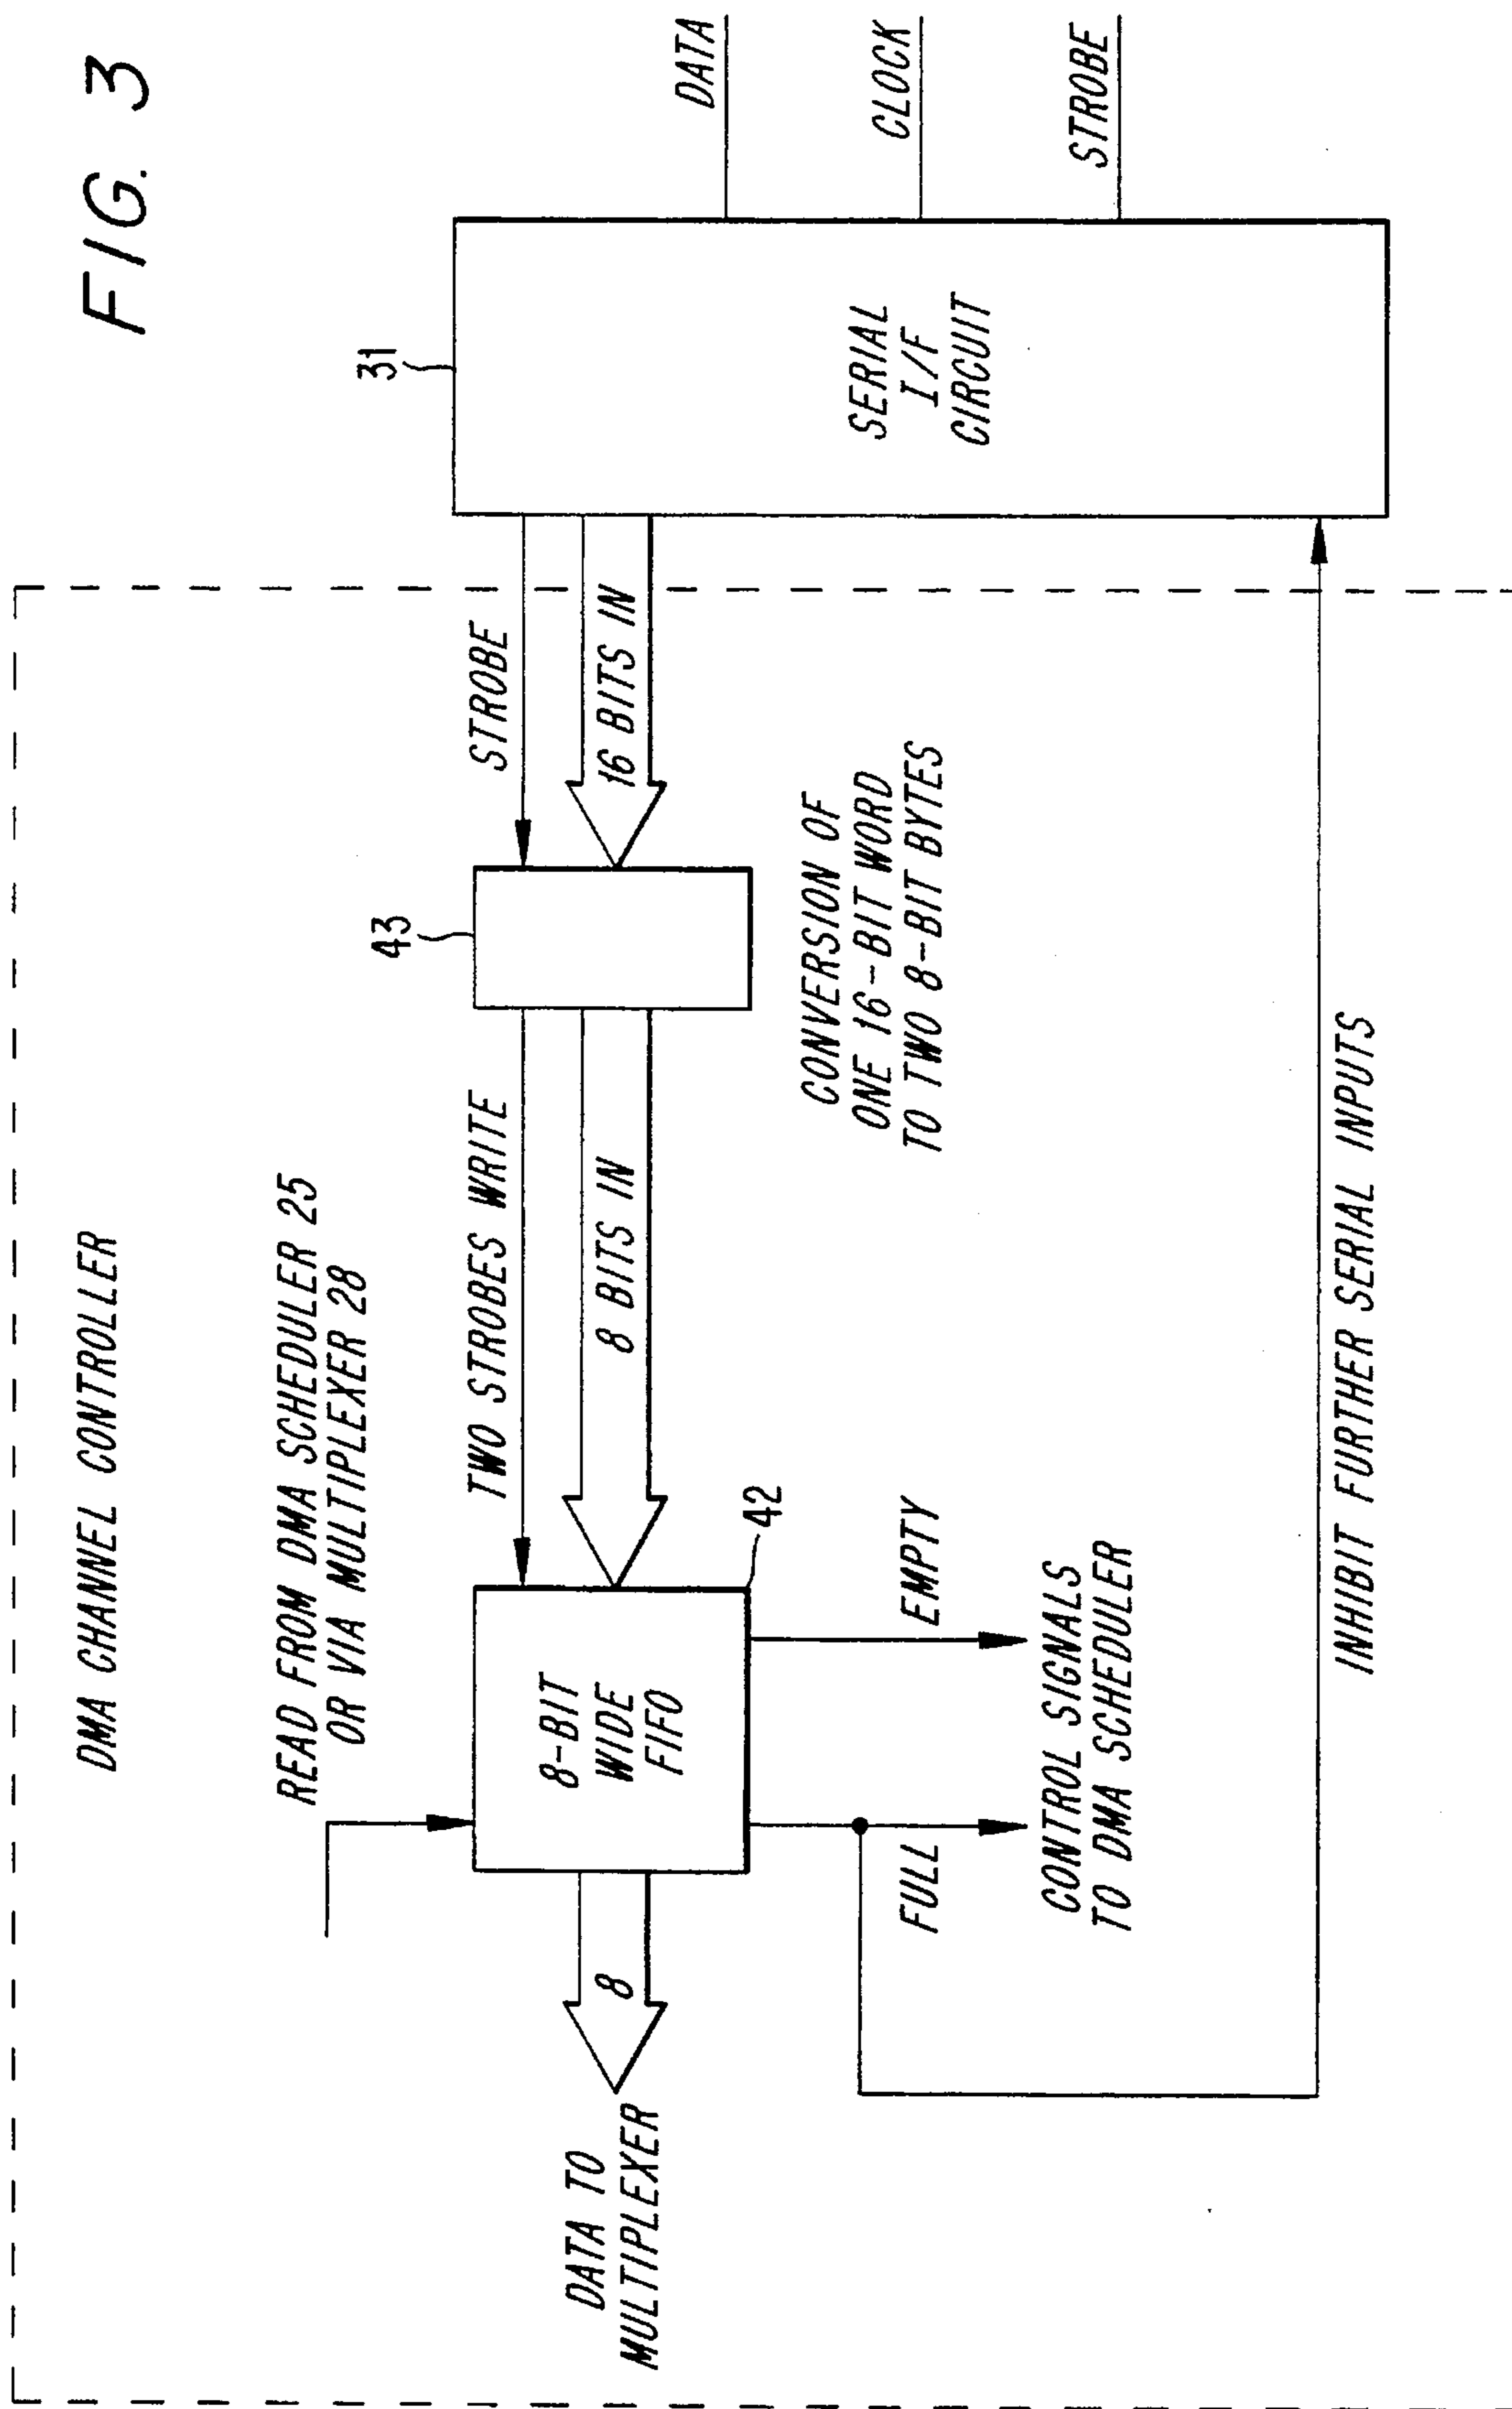 FIG. 3
DMA CHANNEL CONTROLLER
READ FROM DMA SCHEDULER 25
OR VIA MULTIPLEXER 28
31
43
TWO STROBES WRITE
STROBE
DATA
CLOCK
STROBE
DATA TO
MULTIPLEXER
8
8-BIT
WIDE
FIFO
8 BITS IN
16 BITS IN
SERIAL
I/F
CIRCUIT
42
CONVERSION OF
ONE 16-BIT WORD
TO TWO 8-BIT BYTES
FULL
EMPTY
CONTROL SIGNALS
TO DMA SCHEDULER
INHIBIT FURTHER SERIAL INPUTS